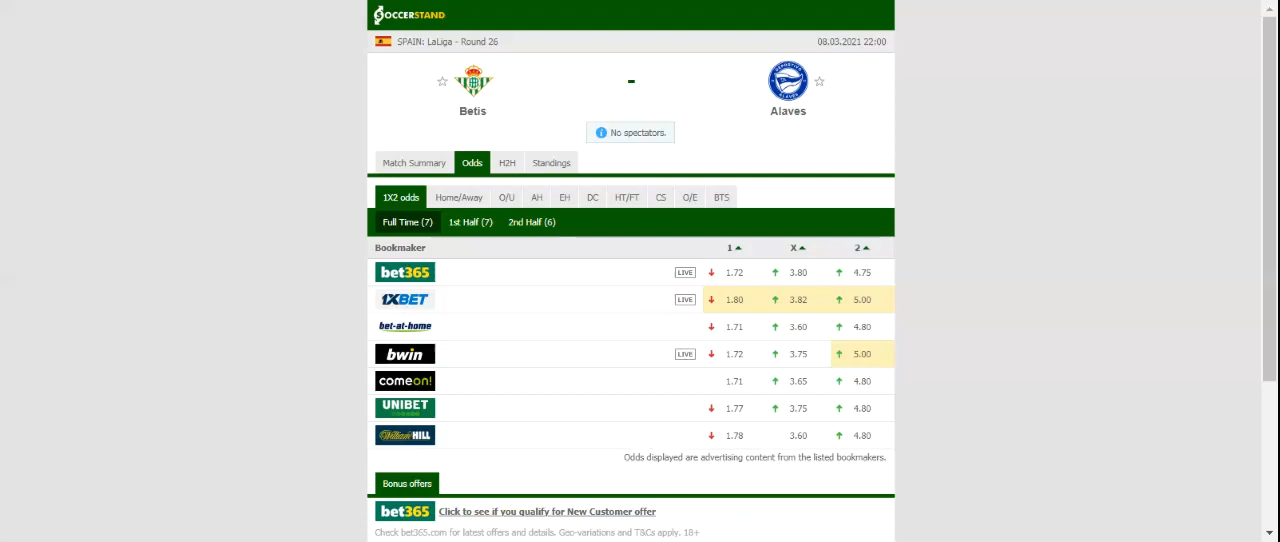 SOCCERSTAND
SPAIN: LaLiga - Round 26 08.03.2021 22:00
-
Betis Alaves
No spectators.
Match Summary Odds H2H Standings
1X2 odds Home/Away O/U AH EH DC HT/FT CS O/E BTS
Full Time (7) 1st Half (7) 2nd Half (6)
Bookmaker 1 X 2
bet365 LIVE 1.72 3.80 4.75
1XBET LIVE 1.80 3.82 5.00
bet-at-home 1.71 3.60 4.80
bwin LIVE 1.72 3.75 5.00
comeon! 1.71 3.65 4.80
UNIBET 1.77 3.75 4.80
William HILL 1.78 3.60 4.80
Odds displayed are advertising content from the listed bookmakers.
Bonus offers
bet365 Click to see if you qualify for New Customer offer
Check bet365.com for latest offers and details. Geo-variations and T&Cs apply. 18+